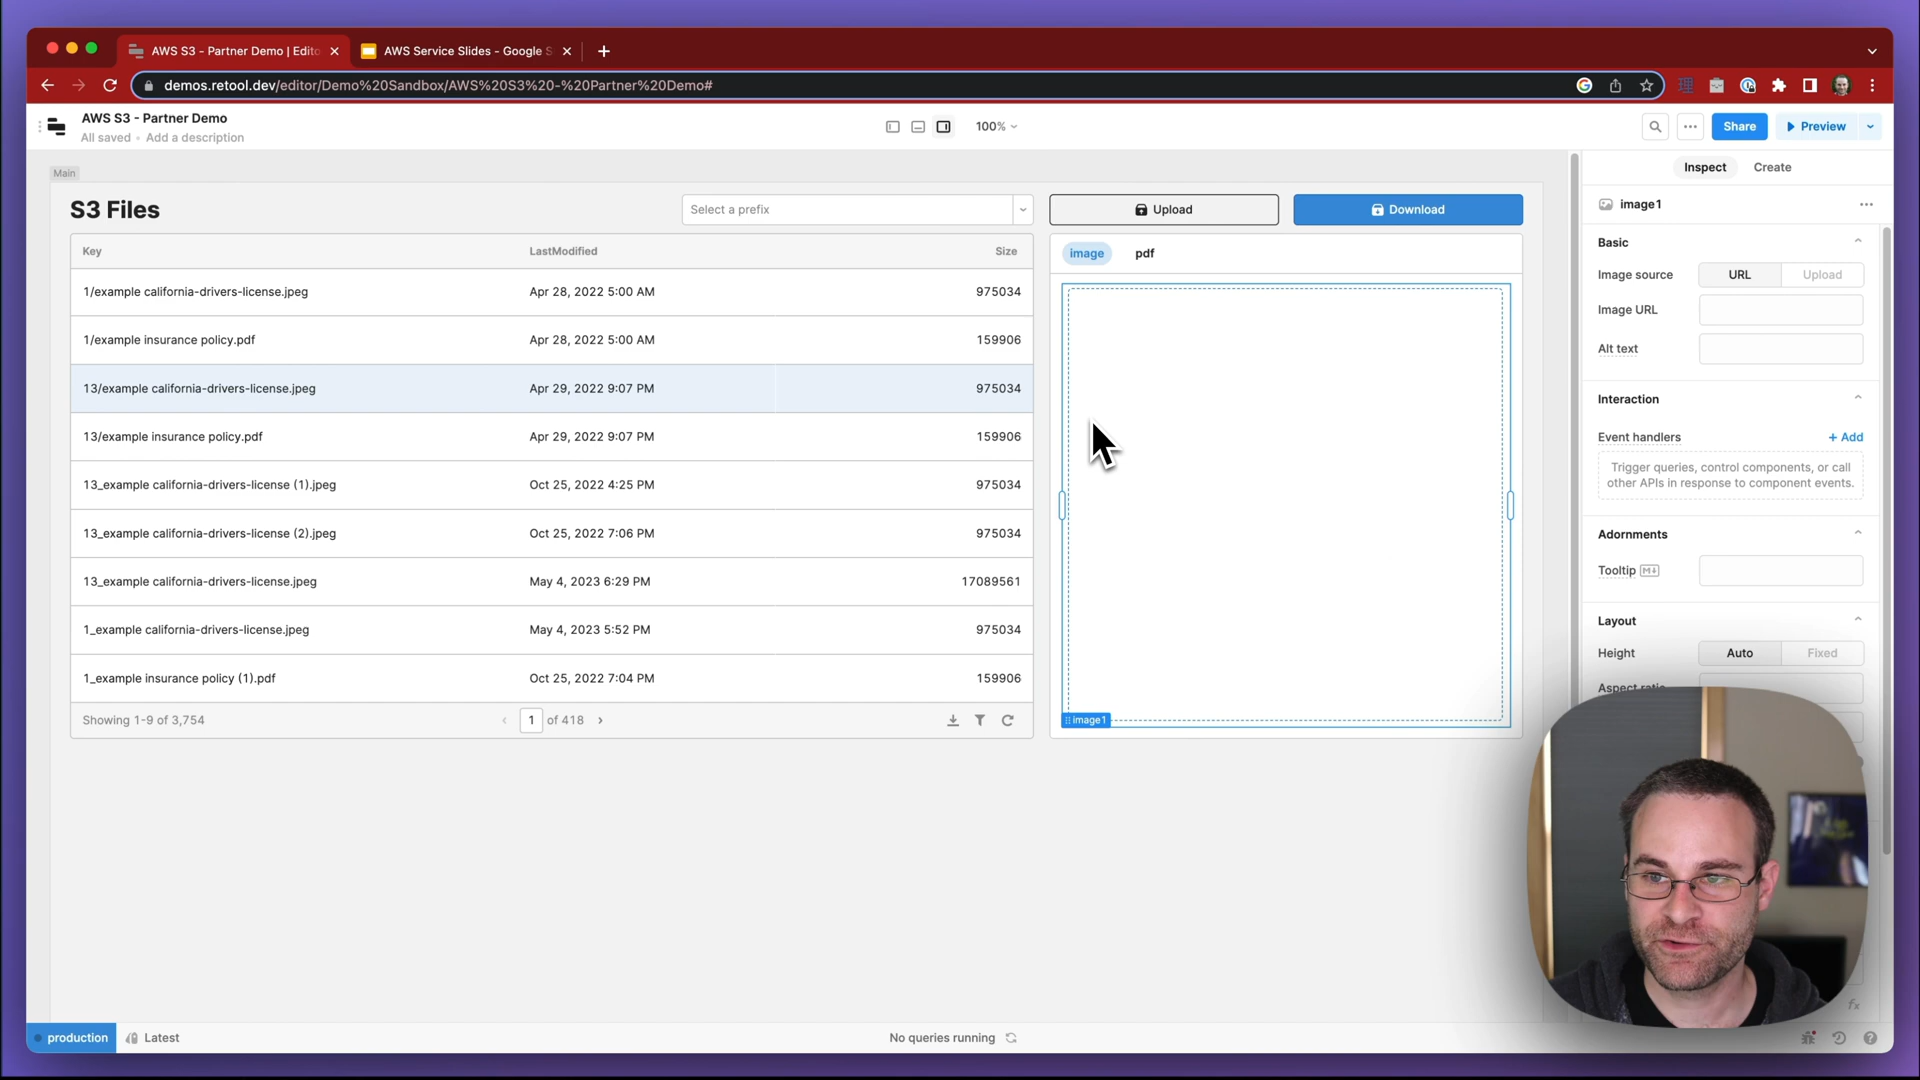 AWS S3 - Partner Demo | Edito
AWS Service Slides - Google S
demos.retool.dev/editor/Demo%20Sandbox/AWS%20S3%20-%20Partner%20Demo#
AWS S3 - Partner Demo
All saved • Add a description
100%
Share
Preview
Main
S3 Files
Select a prefix
Upload
Download
Key LastModified Size
1/example california-drivers-license.jpeg Apr 28, 2022 5:00 AM 975034
1/example insurance policy.pdf Apr 28, 2022 5:00 AM 159906
13/example california-drivers-license.jpeg Apr 29, 2022 9:07 PM 975034
13/example insurance policy.pdf Apr 29, 2022 9:07 PM 159906
13_example california-drivers-license (1).jpeg Oct 25, 2022 4:25 PM 975034
13_example california-drivers-license (2).jpeg Oct 25, 2022 7:06 PM 975034
13_example california-drivers-license.jpeg May 4, 2023 6:29 PM 17089561
1_example california-drivers-license.jpeg May 4, 2023 5:52 PM 975034
1_example insurance policy (1).pdf Oct 25, 2022 7:04 PM 159906
Showing 1-9 of 3,754
1 of 418
image pdf
image1
Inspect Create
image1
Basic
Image source URL Upload
Image URL
Alt text
Interaction
Event handlers + Add
Trigger queries, control components, or call
other APIs in response to component events.
Adornments
Tooltip M↓
Layout
Height Auto Fixed
Aspect ratio
fx
production
Latest
No queries running